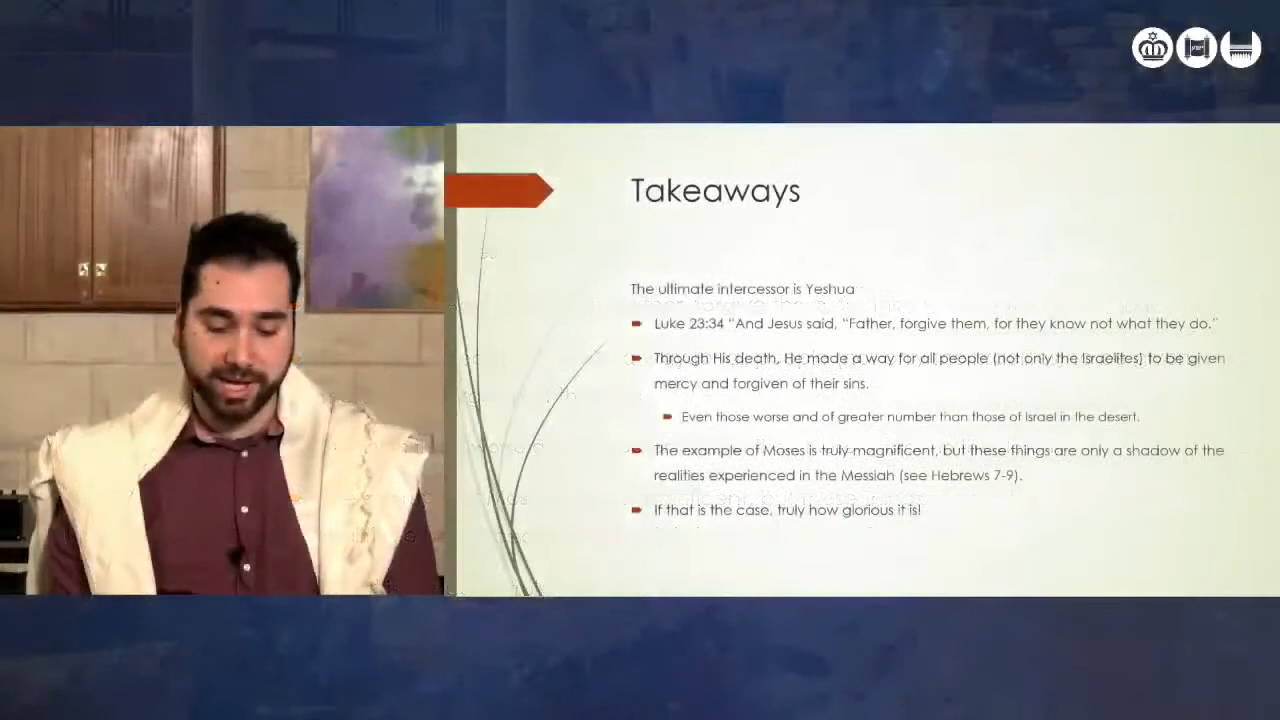 Takeaways
The ultimate intercessor is Yeshua
Luke 23:34 "And Jesus said, "Father, forgive them, for they know not what they do."
Through His death, He made a way for all people (not only the Israelites) to be given
mercy and forgiven of their sins.
Even those worse and of greater number than those of Israel in the desert.
The example of Moses is truly magnificent, but these things are only a shadow of the
realities experienced in the Messiah (see Hebrews 7-9).
If that is the case, truly how glorious it is!